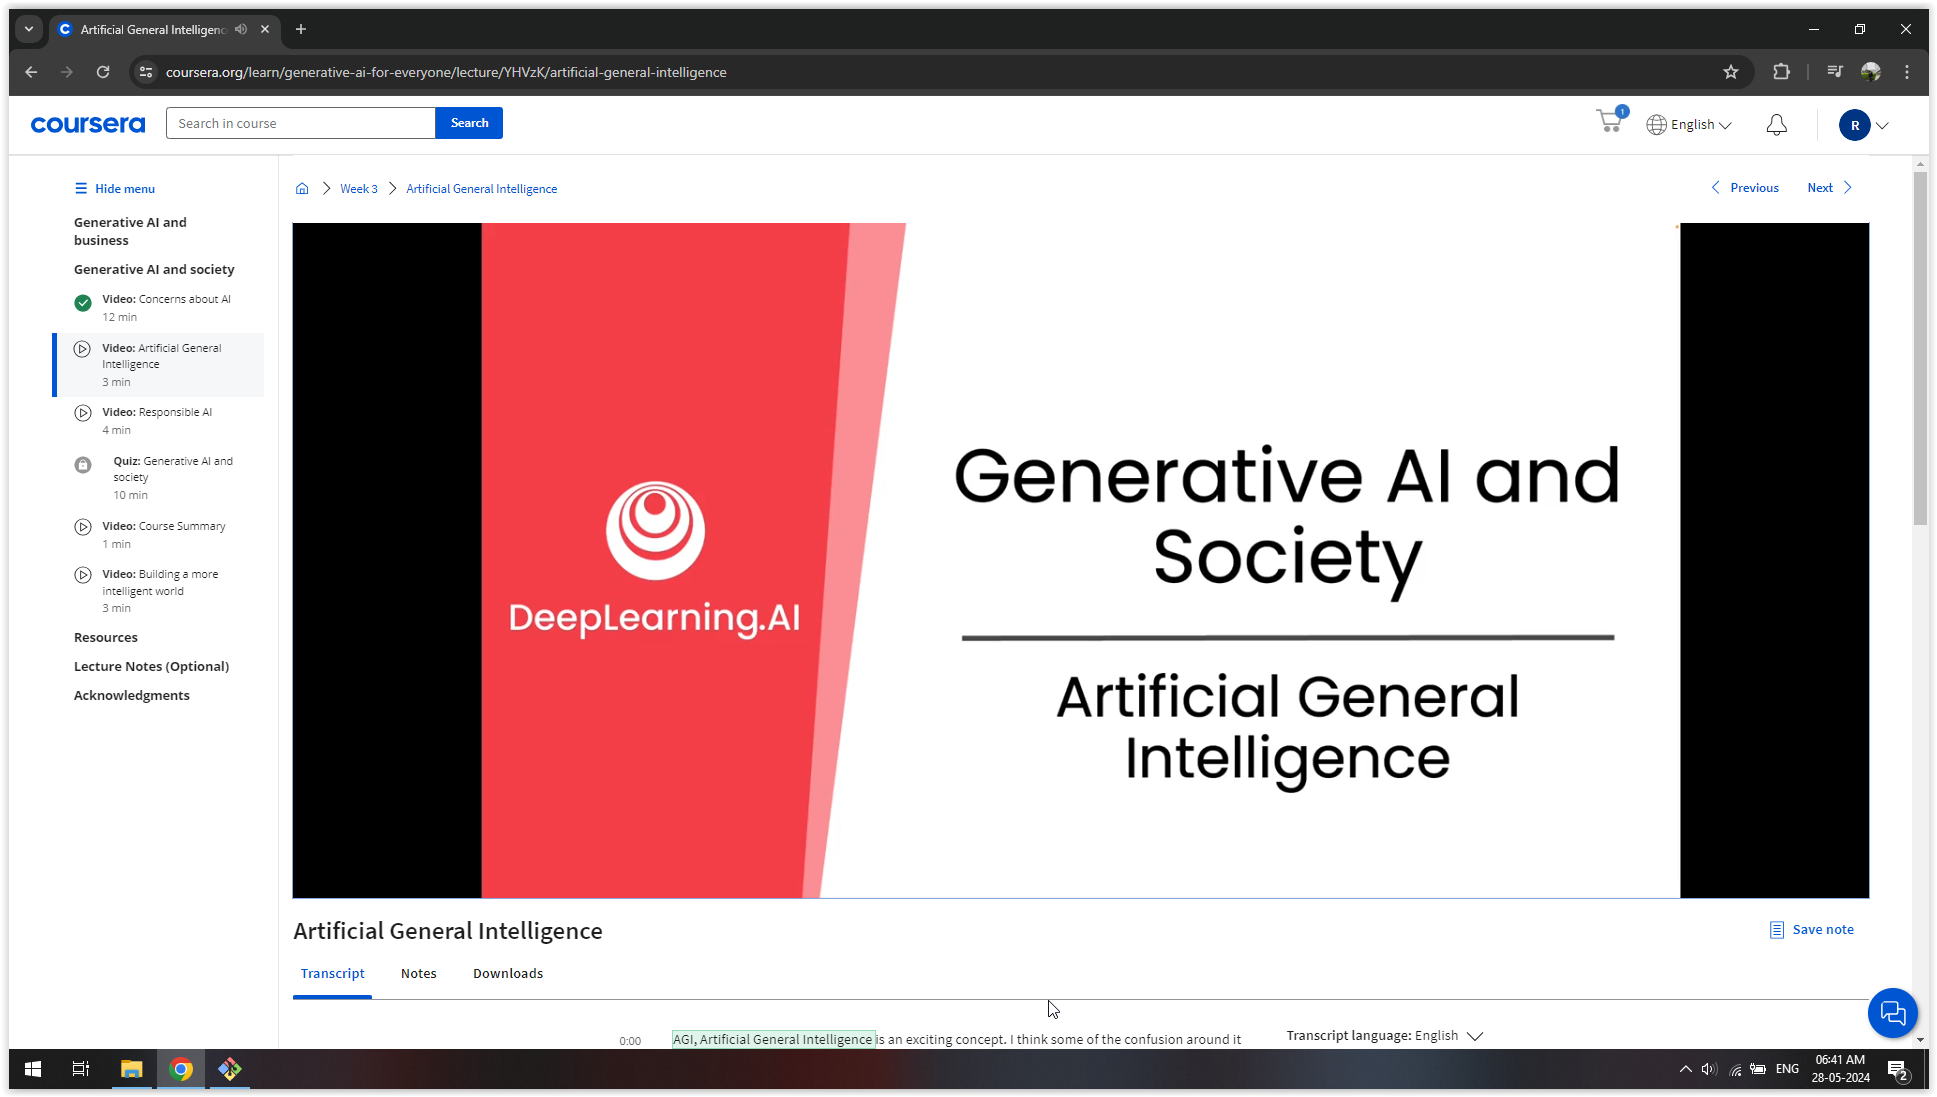 Artificial General Intelligenc
coursera.org/learn/generative-ai-for-everyone/lecture/YHVzK/artificial-general-intelligence
coursera
Search in course
Search
1
English
R
Hide menu
Week 3
Artificial General Intelligence
Previous
Next
Generative AI and
business
Generative AI and society
Video: Concerns about AI
12 min
Video: Artificial General
Intelligence
3 min
Video: Responsible AI
4 min
Quiz: Generative AI and
society
10 min
Video: Course Summary
1 min
Video: Building a more
intelligent world
3 min
Resources
Lecture Notes (Optional)
Acknowledgments
DeepLearning.AI
Generative AI and
Society
Artificial General
Intelligence
Artificial General Intelligence
Save note
Transcript
Notes
Downloads
0:00
AGI, Artificial General Intelligence is an exciting concept. I think some of the confusion around it
Transcript language: English
ENG
06:41 AM
28-05-2024
2